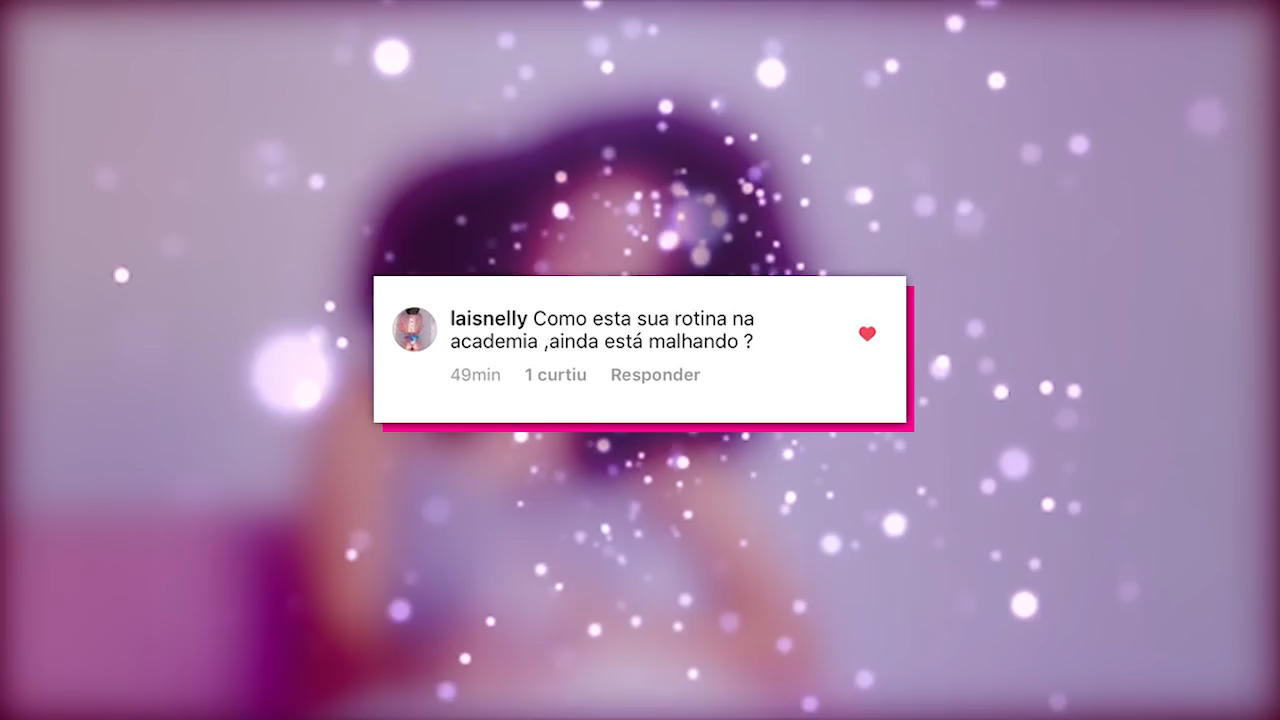 laisnelly Como esta sua rotina na
academia ,ainda está malhando ?
49min 1 curtiu Responder